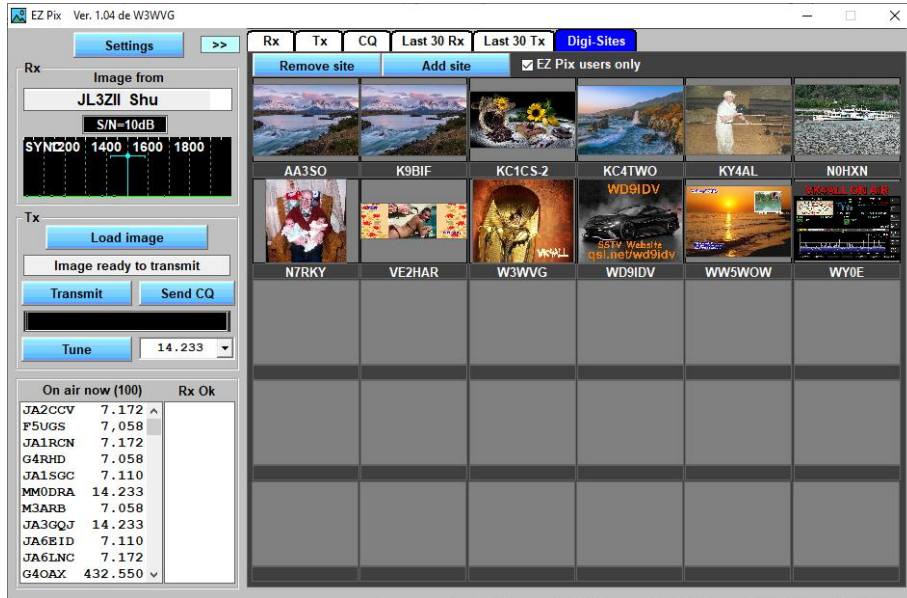 EZ Pix Ver. 1.04 de W3WVG
Settings
>>
Rx
Image from
JL3ZII Shu
S/N=10dB
SYNC 1200 1400 1600 1800
Tx
Load image
Image ready to transmit
Transmit Send CQ
Tune 14.233
On air now (100) Rx Ok
JA2CCV 7.172
F5UGS 7,058
JA1RCN 7.172
G4RHD 7.058
JA1SGC 7.110
MM0DRA 14.233
M3ARB 7.058
JA3GQJ 14.233
JA6EID 7.110
JA6LNC 7.172
G4OAX 432.550
Rx Tx CQ Last 30 Rx Last 30 Tx Digi-Sites
Remove site Add site EZ Pix users only
AA3SO K9BIF KC1CS-2 KC4TWO KY4AL N0HXN
VK4ALL
WD9IDV
SSTV Website
qsl.net/wd9idv
VK4ALL ON AIR
N7RKY VE2HAR W3WVG WD9IDV WW5WOW WY0E